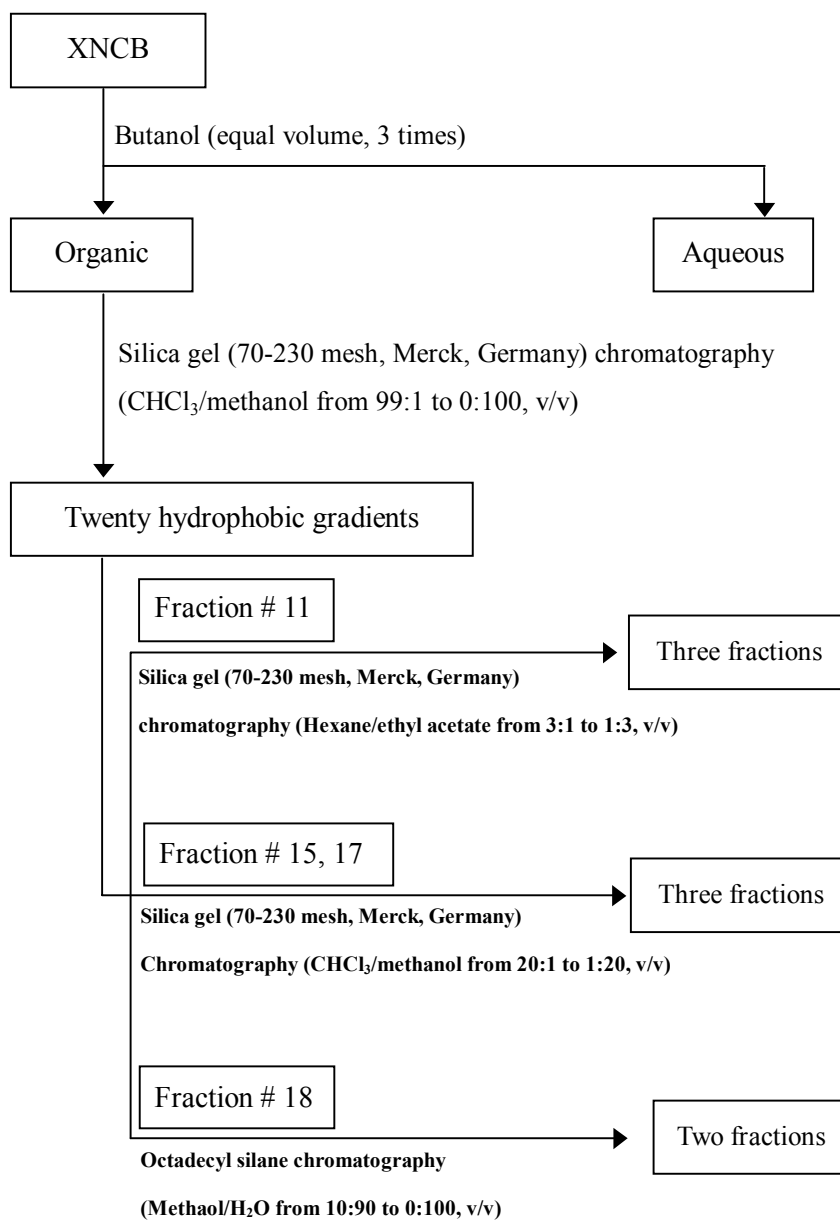 XNCB
Butanol (equal volume, 3 times)
Organic
Aqueous
Silica gel (70-230 mesh, Merck, Germany) chromatography
(CHCl₃/methanol from 99:1 to 0:100, v/v)
Twenty hydrophobic gradients
Fraction # 11
Three fractions
Silica gel (70-230 mesh, Merck, Germany)
chromatography (Hexane/ethyl acetate from 3:1 to 1:3, v/v)
Fraction # 15, 17
Three fractions
Silica gel (70-230 mesh, Merck, Germany)
Chromatography (CHCl₃/methanol from 20:1 to 1:20, v/v)
Fraction # 18
Two fractions
Octadecyl silane chromatography
(Methaol/H₂O from 10:90 to 0:100, v/v)